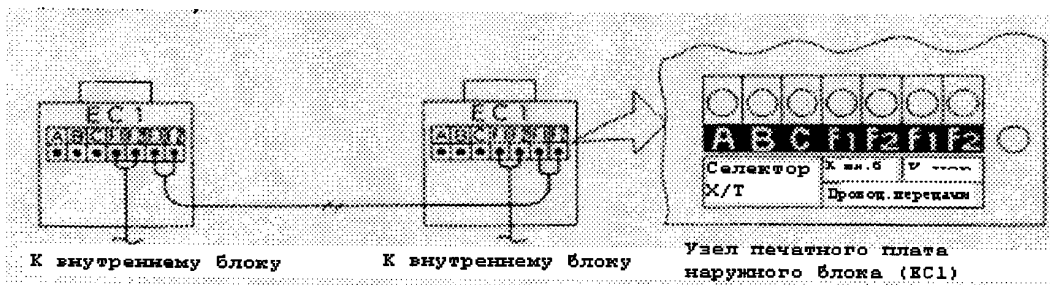 EC1
A B C
К внутреннему блоку
EC1
A B C
К внутреннему блоку
A B C f1 f2 f1 f2
Селектор
Х/Т
К вн.б
К
Провод.передачи
Узел печатного плата
наружного блока (EC1)